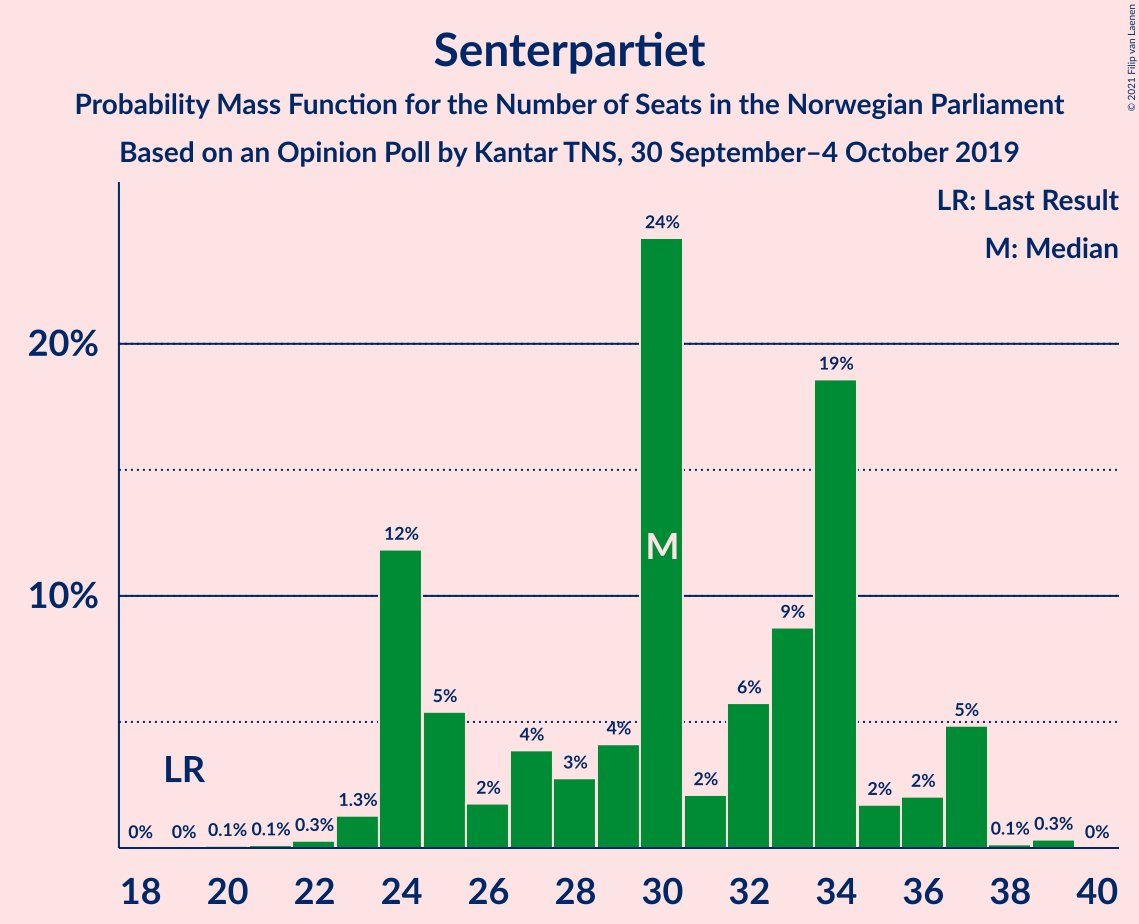 Senterpartiet
Probability Mass Function for the Number of Seats in the Norwegian Parliament
Based on an Opinion Poll by Kantar TNS, 30 September–4 October 2019
© 2021 Filip van Laenen
LR: Last Result
M: Median
20%
10%
0%
0%
0.1%
0.1%
0.3%
1.3%
12%
5%
2%
4%
3%
4%
24%
2%
6%
9%
19%
2%
2%
5%
0.1%
0.3%
0%
LR
M
18 20 22 24 26 28 30 32 34 36 38 40